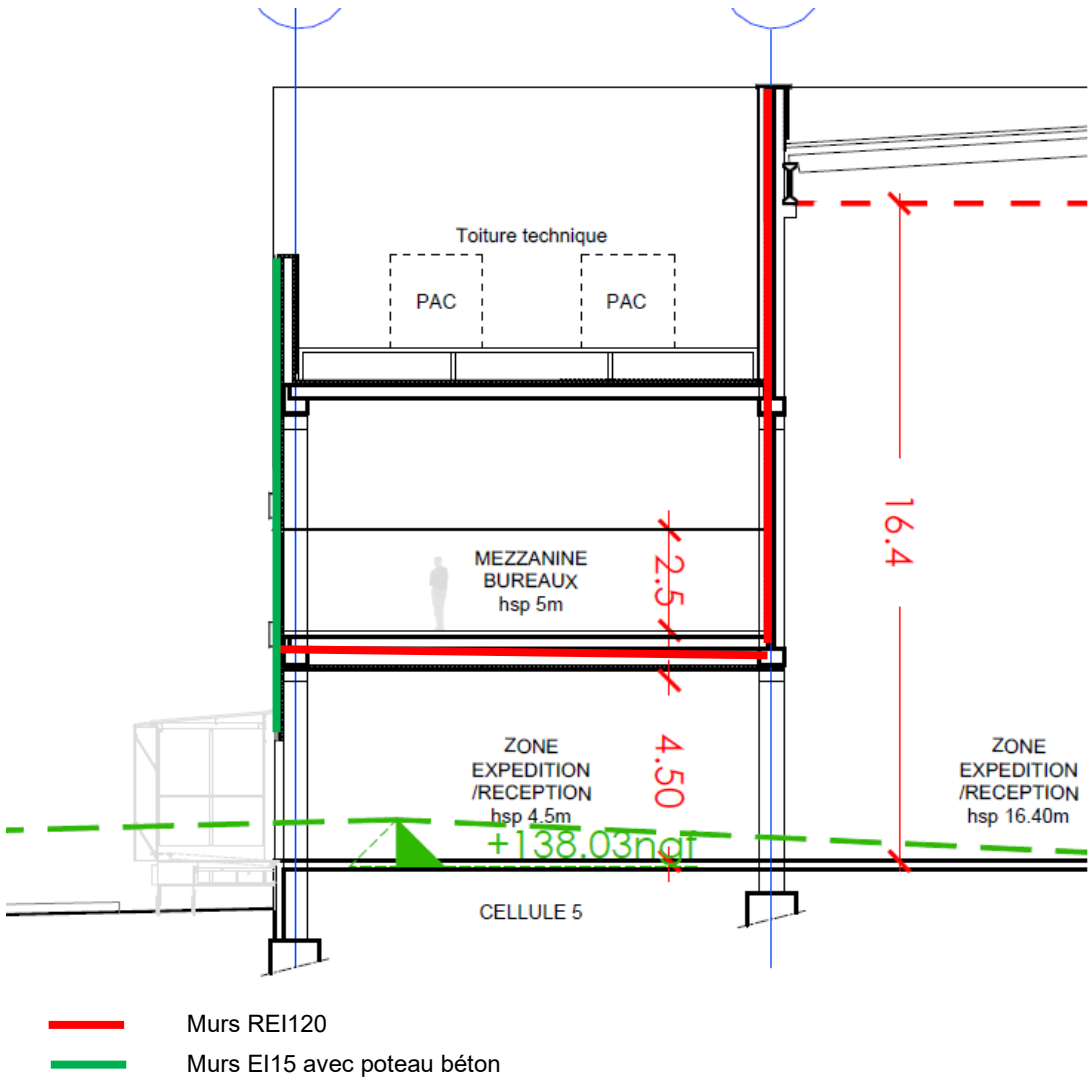 Toiture technique
PAC
PAC
16.4
MEZZANINE
BUREAUX
hsp 5m
2.5
ZONE
EXPEDITION
/RECEPTION
hsp 4.5m
4.50
ZONE
EXPEDITION
/RECEPTION
hsp 16.40m
+138.03ngf
CELLULE 5
Murs REI120
Murs EI15 avec poteau béton